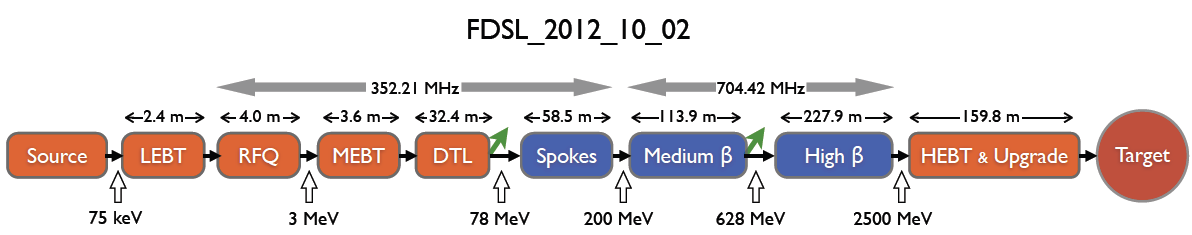 FDSL_2012_10_02
352.21 MHz 704.42 MHz
2.4 m 4.0 m 3.6 m 32.4 m 58.5 m 113.9 m 227.9 m 159.8 m
Source LEBT RFQ MEBT DTL Spokes Medium β High β HEBT & Upgrade Target
75 keV 3 MeV 78 MeV 200 MeV 628 MeV 2500 MeV